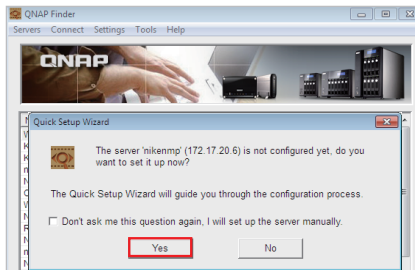 QNAP Finder
Servers Connect Settings Tools Help
QNAP
Quick Setup Wizard
The server 'nikenmp' (172.17.20.6) is not configured yet, do you
want to set it up now?
The Quick Setup Wizard will guide you through the configuration process.
Don't ask me this question again, I will set up the server manually.
Yes
No